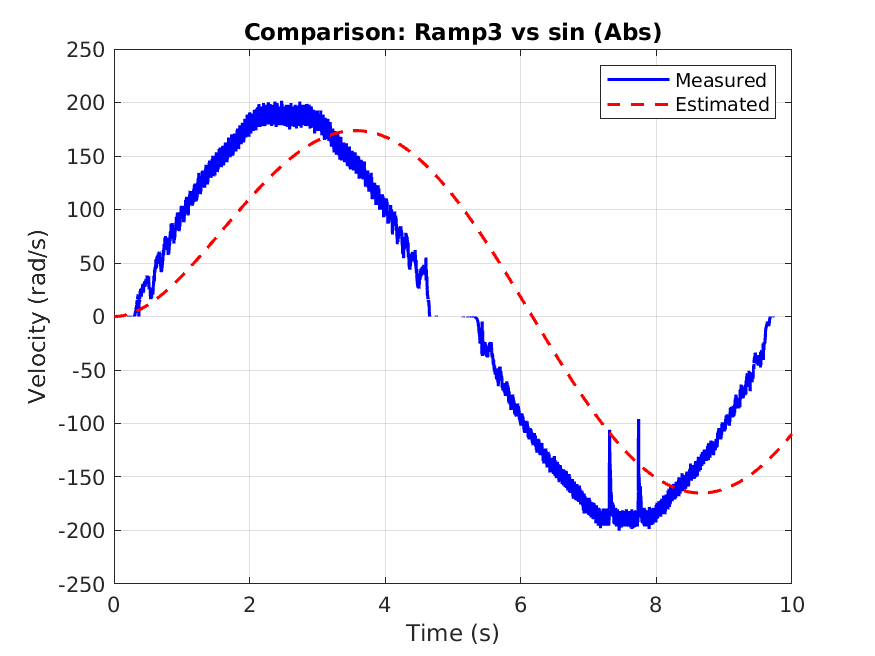 Comparison: Ramp3 vs sin (Abs)
250
200
150
100
50
0
-50
-100
-150
-200
-250
Velocity (rad/s)
Measured
Estimated
0 2 4 6 8 10
Time (s)